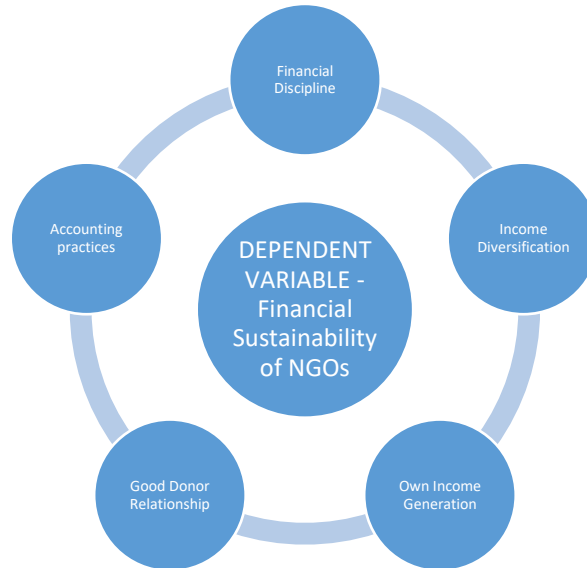 Financial
Discipline
Income
Diversification
Own Income
Generation
Good Donor
Relationship
Accounting
practices
DEPENDENT
VARIABLE -
Financial
Sustainability
of NGOs